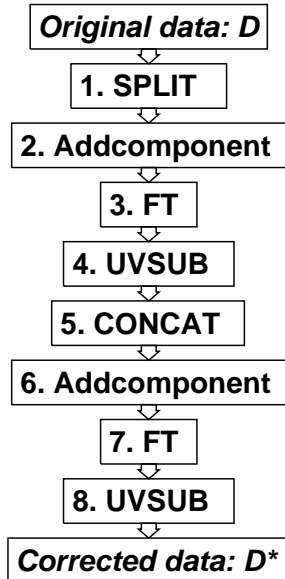 Original data: D
1. SPLIT
2. Addcomponent
3. FT
4. UVSUB
5. CONCAT
6. Addcomponent
7. FT
8. UVSUB
Corrected data: D*